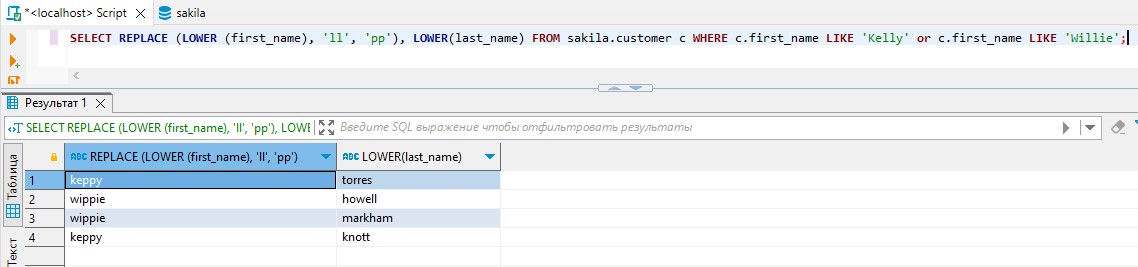 *<localhost> Script sakila
SELECT REPLACE (LOWER (first_name), 'll', 'pp'), LOWER(last_name) FROM sakila.customer c WHERE c.first_name LIKE 'Kelly' or c.first_name LIKE 'Willie';
Результат 1
SELECT REPLACE (LOWER (first_name), 'll', 'pp'), LOWE Введите SQL выражение чтобы отфильтровать результаты
Таблица
Текст
ABC REPLACE (LOWER (first_name), 'll', 'pp') ABC LOWER(last_name)
1 keppy torres
2 wippie howell
3 wippie markham
4 keppy knott